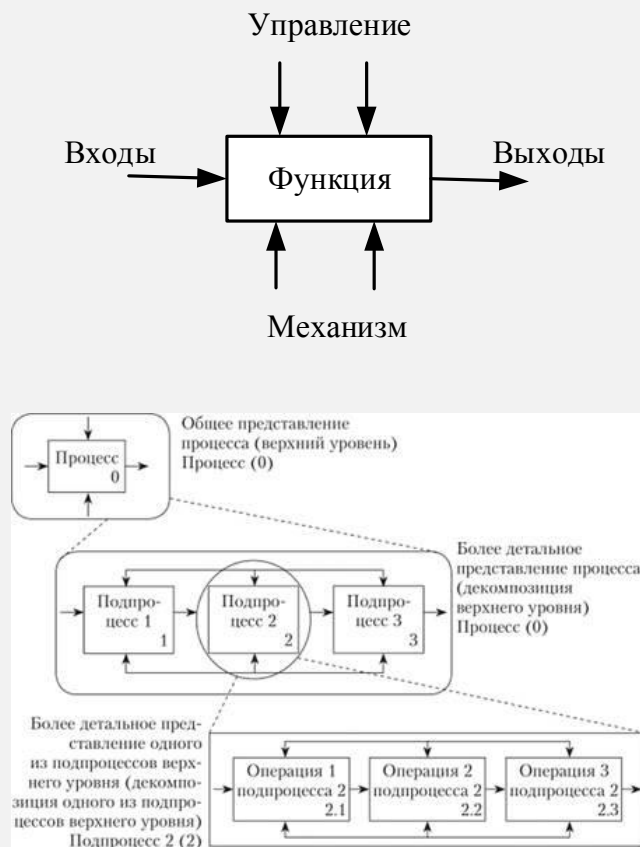 Управление
Входы
Выходы
Функция
Механизм
Общее представление
процесса (верхний уровень)
Процесс (0)
Процесс
0
Более детальное
представление процесса
(декомпозиция
верхнего уровня)
Процесс (0)
Подпро-
цесс 1
1
Подпро-
цесс 2
2
Подпро-
цесс 3
3
Более детальное пред-
ставление одного
из подпроцессов верх-
него уровня (декомпо-
зиция одного из подпро-
цессов верхнего уровня)
Подпроцесс 2 (2)
Операция 1
подпроцесса 2
2.1
Операция 2
подпроцесса 2
2.2
Операция 3
подпроцесса 2
2.3